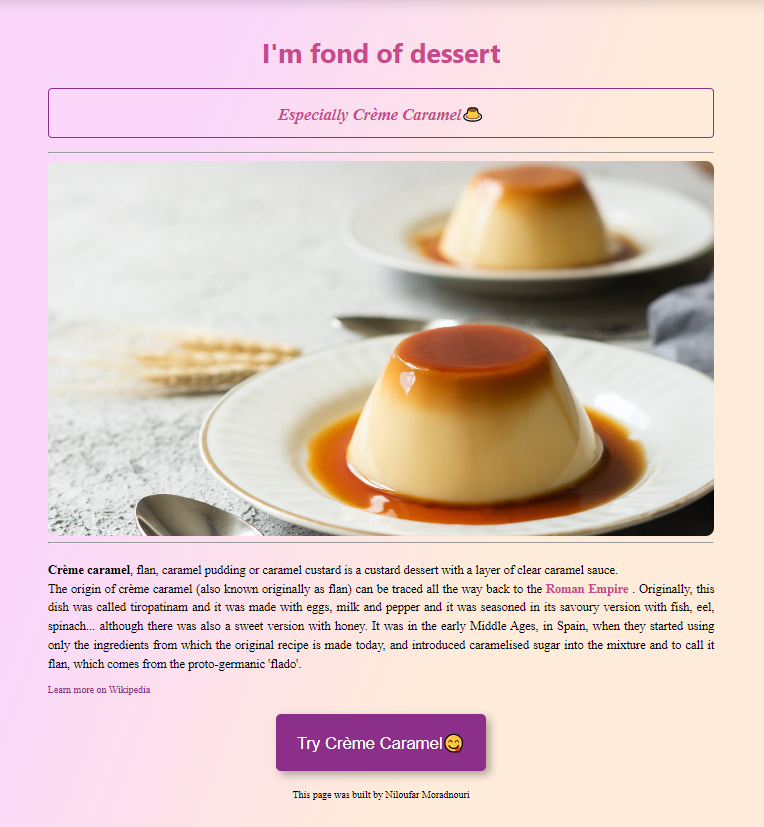 I'm fond of dessert
Especially Crème Caramel🍮
Crème caramel, flan, caramel pudding or caramel custard is a custard dessert with a layer of clear caramel sauce.
The origin of crème caramel (also known originally as flan) can be traced all the way back to the Roman Empire . Originally, this
dish was called tiropatinam and it was made with eggs, milk and pepper and it was seasoned in its savoury version with fish, eel,
spinach... although there was also a sweet version with honey. It was in the early Middle Ages, in Spain, when they started using
only the ingredients from which the original recipe is made today, and introduced caramelised sugar into the mixture and to call it
flan, which comes from the proto-germanic 'flado'.
Learn more on Wikipedia
Try Crème Caramel😋
This page was built by Niloufar Moradnouri